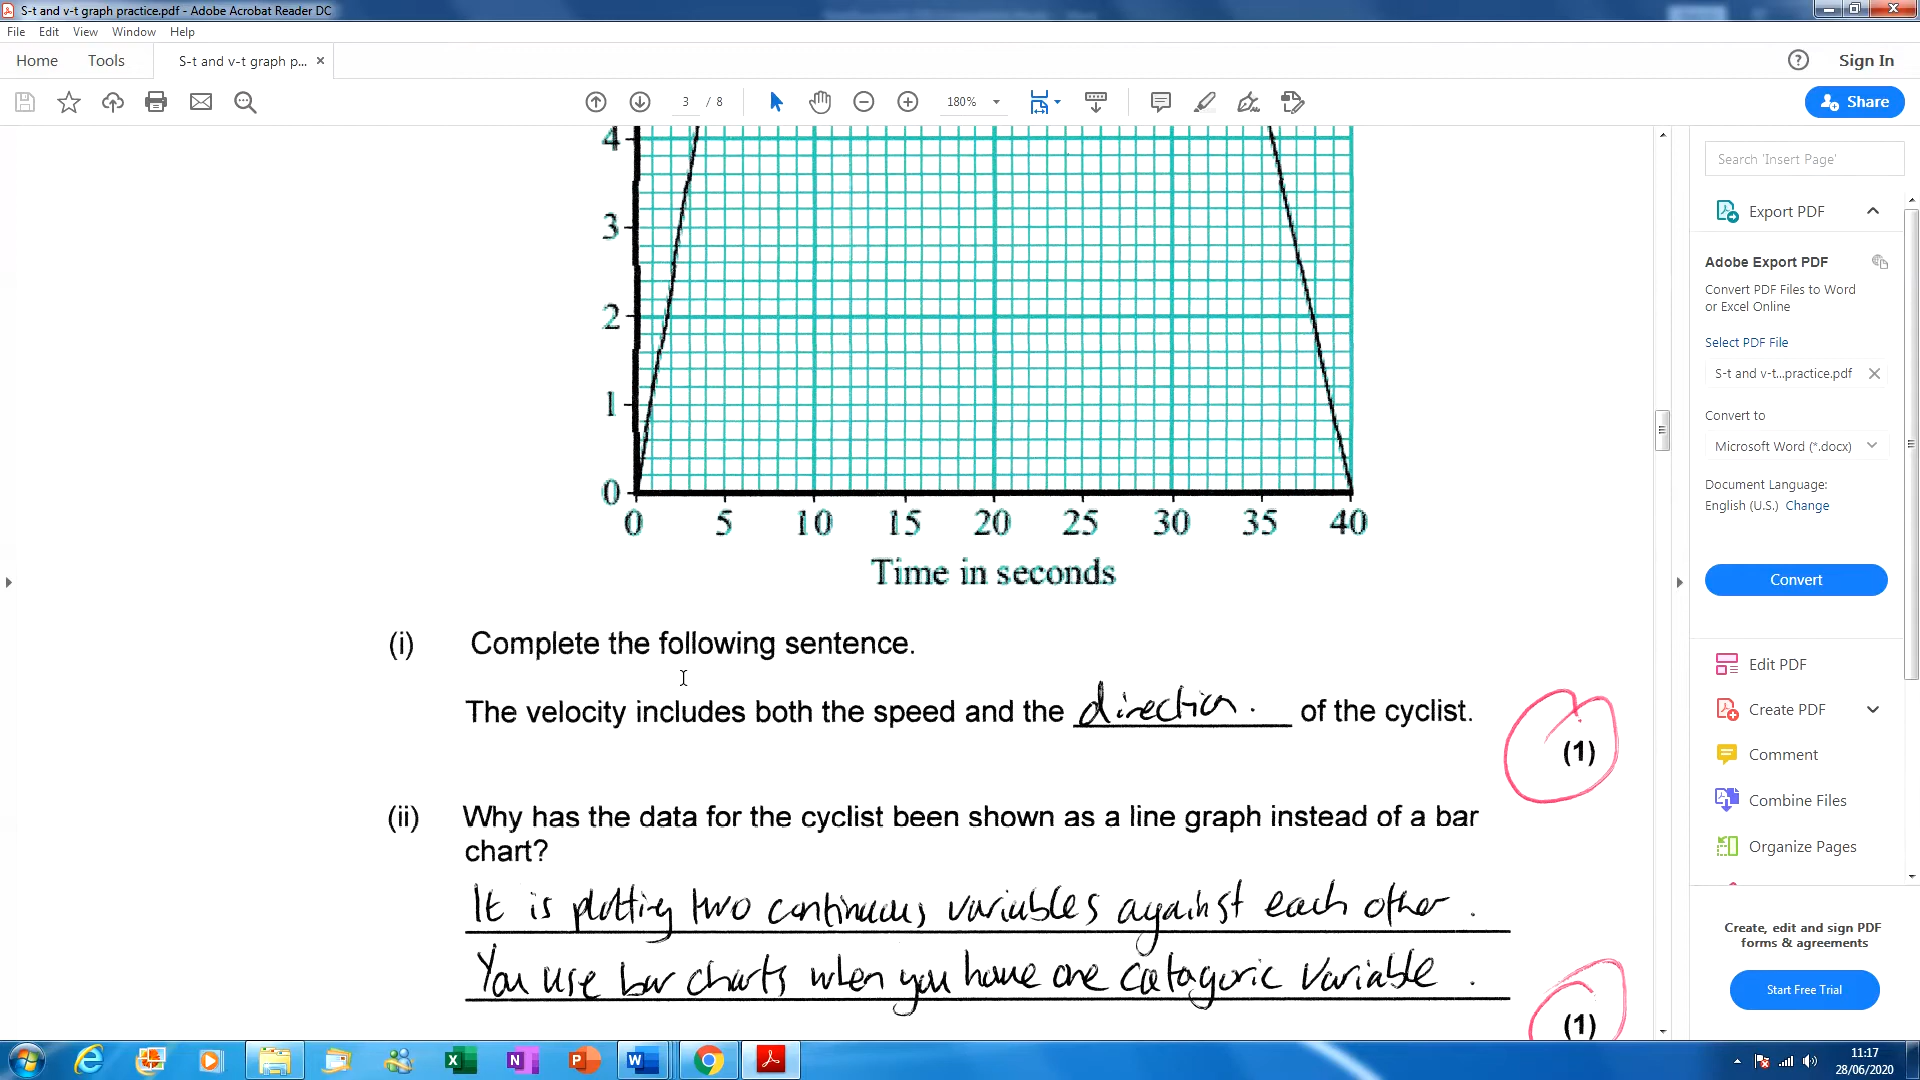 S-t and v-t graph practice.pdf - Adobe Acrobat Reader DC
File Edit View Window Help
Home Tools S-t and v-t graph p... × Sign In
3 / 8 180% Share
4
3
2
1
0
0 5 10 15 20 25 30 35 40
Time in seconds
(i) Complete the following sentence.
The velocity includes both the speed and the direction. of the cyclist.
(1)
(ii) Why has the data for the cyclist been shown as a line graph instead of a bar
chart?
It is plotting two continuous variables against each other.
You use bar charts when you have one catagoric variable.
(1)
Search 'Insert Page'
Export PDF
Adobe Export PDF
Convert PDF Files to Word
or Excel Online
Select PDF File
S-t and v-t...practice.pdf
Convert to
Microsoft Word (*.docx)
Document Language:
English (U.S.) Change
Convert
Edit PDF
Create PDF
Comment
Combine Files
Organize Pages
Create, edit and sign PDF
forms & agreements
Start Free Trial
11:17
28/06/2020